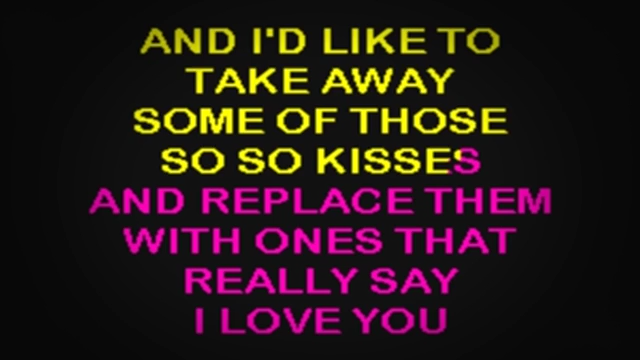 AND I'D LIKE TO
TAKE AWAY
SOME OF THOSE
SO SO KISSES
AND REPLACE THEM
WITH ONES THAT
REALLY SAY
I LOVE YOU